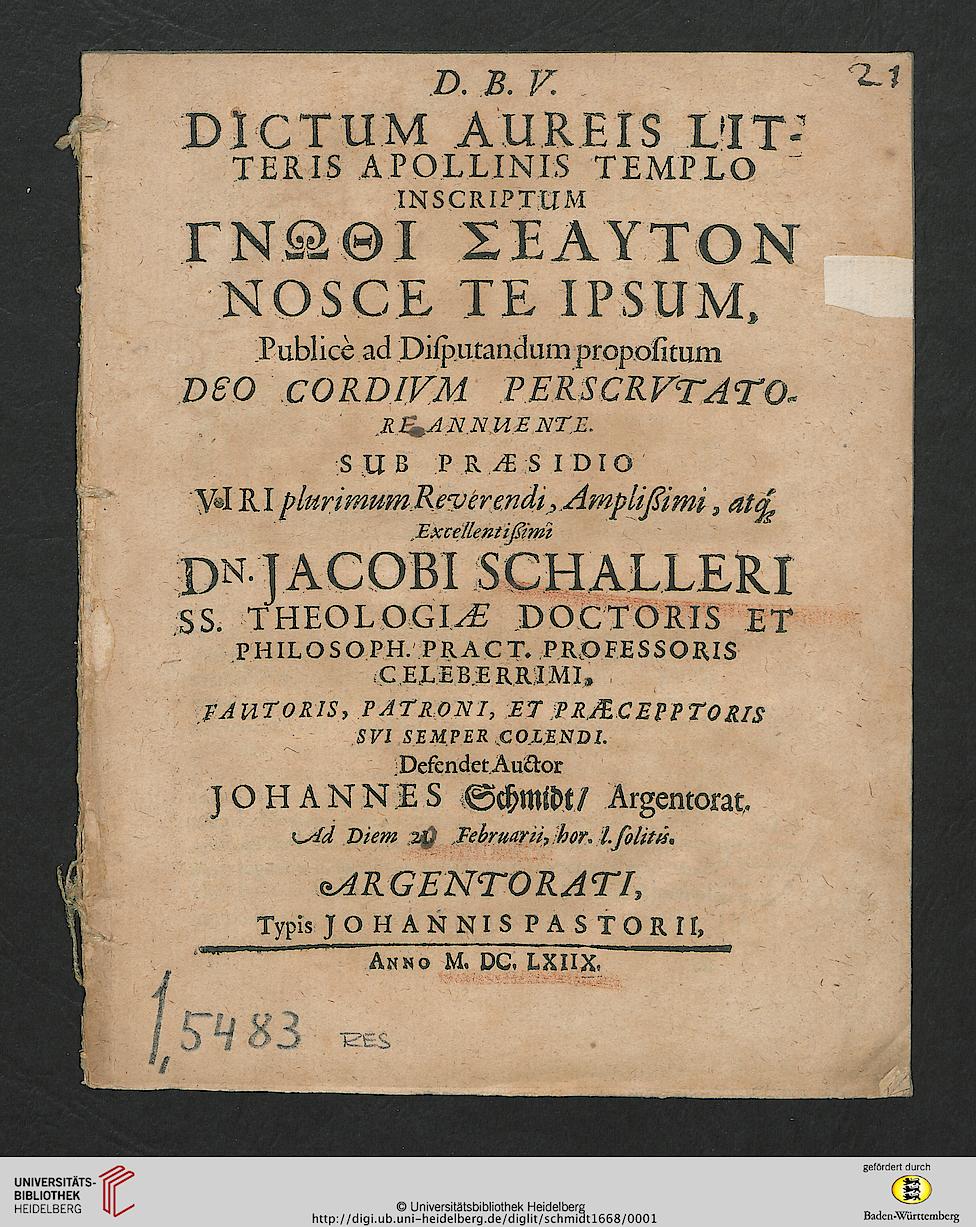 21
D. B. V.
DICTUM AUREIS LIT-
TERIS APOLLINIS TEMPLO
INSCRIPTUM
ΓΝΩΘΙ ΣΕΑΥΤΟΝ
NOSCE TE IPSUM,
Publicè ad Diſputandum propoſitum
DEO CORDIVM PERSCRVTATO-
RE ANNUENTE.
SUB PRÆSIDIO
VIRI plurimum Reverendi, Ampliſſimi, atq́;
Excellentiſſimi
DN. JACOBI SCHALLERI
SS. THEOLOGIÆ DOCTORIS ET
PHILOSOPH. PRACT. PROFESSORIS
CELEBERRIMI,
FAUTORIS, PATRONI, ET PRÆCEPPTORIS
SVI SEMPER COLENDI.
Defendet Auctor
JOHANNES Schmidt/ Argentorat.
Ad Diem Februarii, hor. l. ſolitis.
ARGENTORATI,
Typis JOHANNIS PASTORII,
ANNO M. DC. LXIIX.
1,5483 RES
UNIVERSITÄTS-
BIBLIOTHEK
HEIDELBERG
© Universitätsbibliothek Heidelberg
http://digi.ub.uni-heidelberg.de/diglit/schmidt1668/0001
gefördert durch
Baden-Württemberg